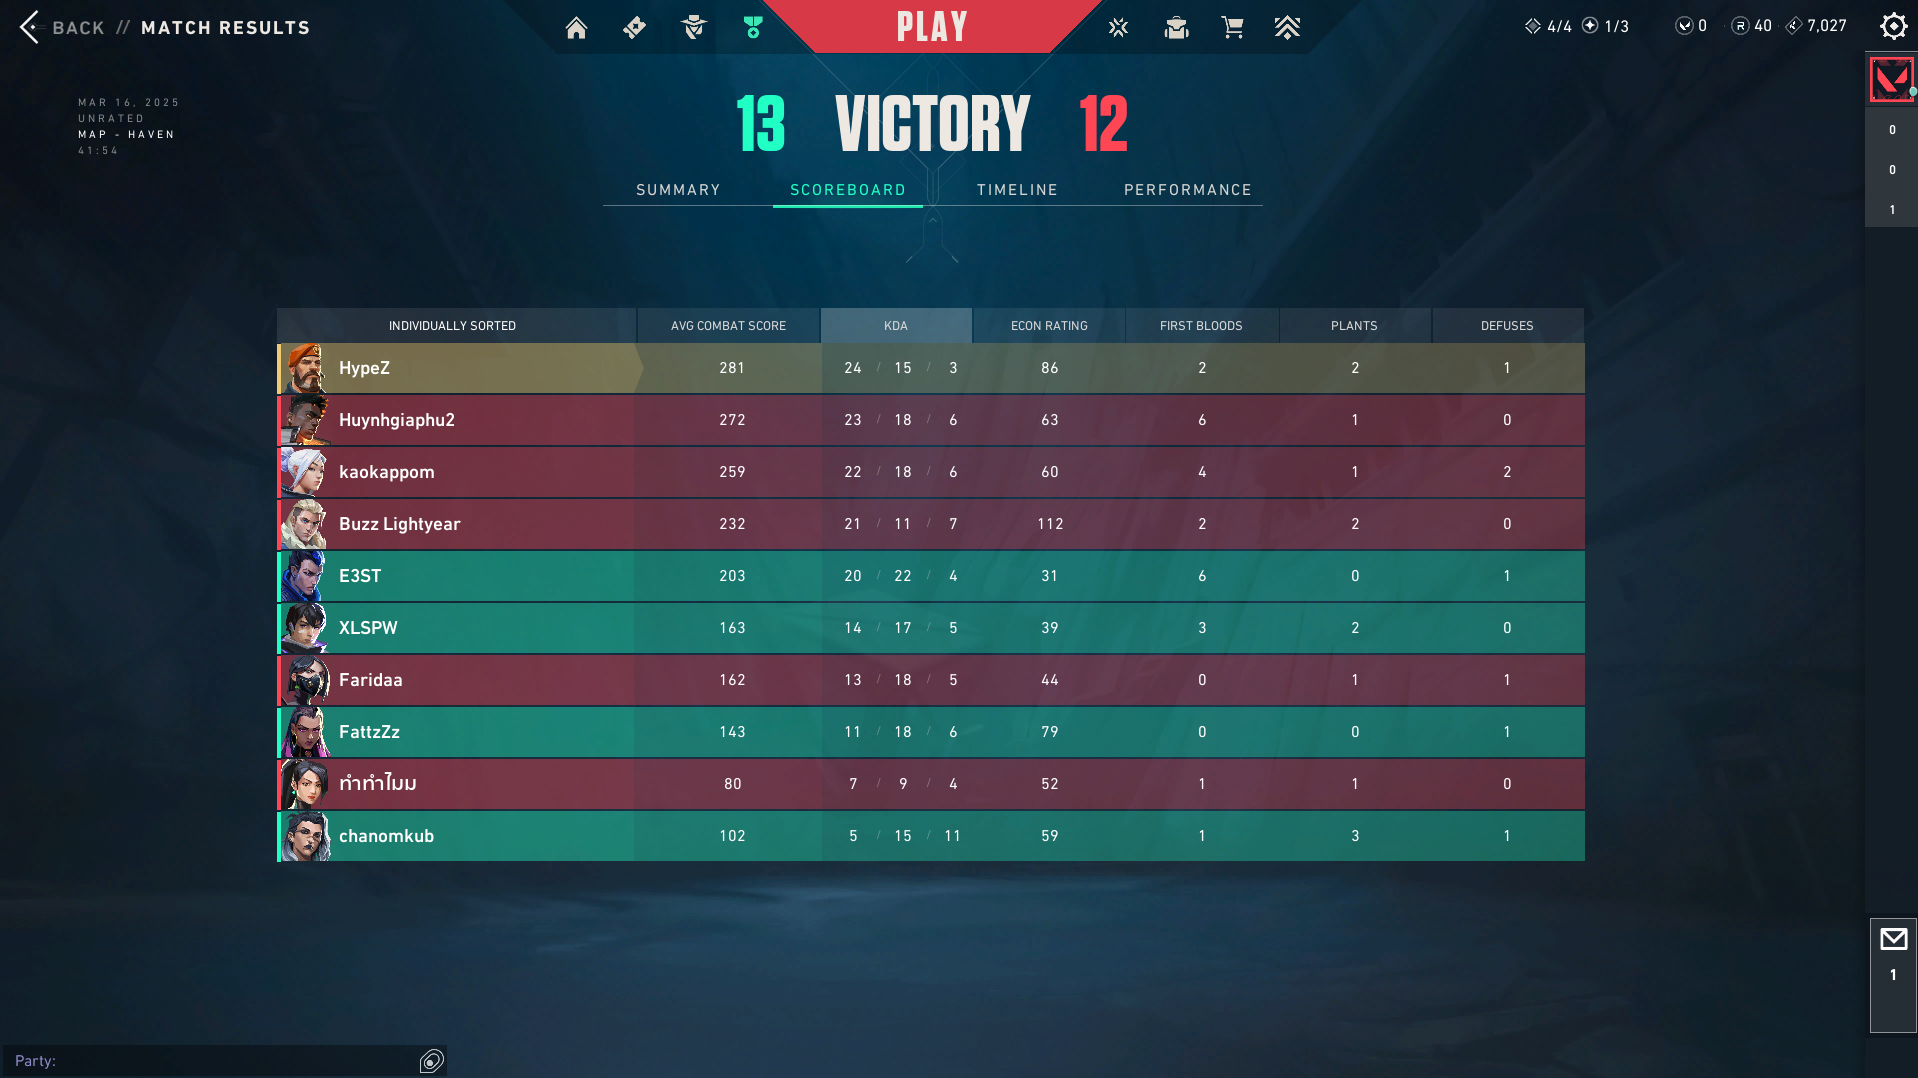 BACK // MATCH RESULTS
PLAY
4/4 1/3 0 40 7,027
MAR 16, 2025
UNRATED
MAP - HAVEN
41:54
13 VICTORY 12
SUMMARY SCOREBOARD TIMELINE PERFORMANCE
0
0
1
INDIVIDUALLY SORTED AVG COMBAT SCORE KDA ECON RATING FIRST BLOODS PLANTS DEFUSES
HypeZ 281 24 / 15 / 3 86 2 2 1
Huynhgiaphu2 272 23 / 18 / 6 63 6 1 0
kaokappom 259 22 / 18 / 6 60 4 1 2
Buzz Lightyear 232 21 / 11 / 7 112 2 2 0
E3ST 203 20 / 22 / 4 31 6 0 1
XLSPW 163 14 / 17 / 5 39 3 2 0
Faridaa 162 13 / 18 / 5 44 0 1 1
FattzZz 143 11 / 18 / 6 79 0 0 1
ทำทำไมม 80 7 / 9 / 4 52 1 1 0
chanomkub 102 5 / 15 / 11 59 1 3 1
1
Party: